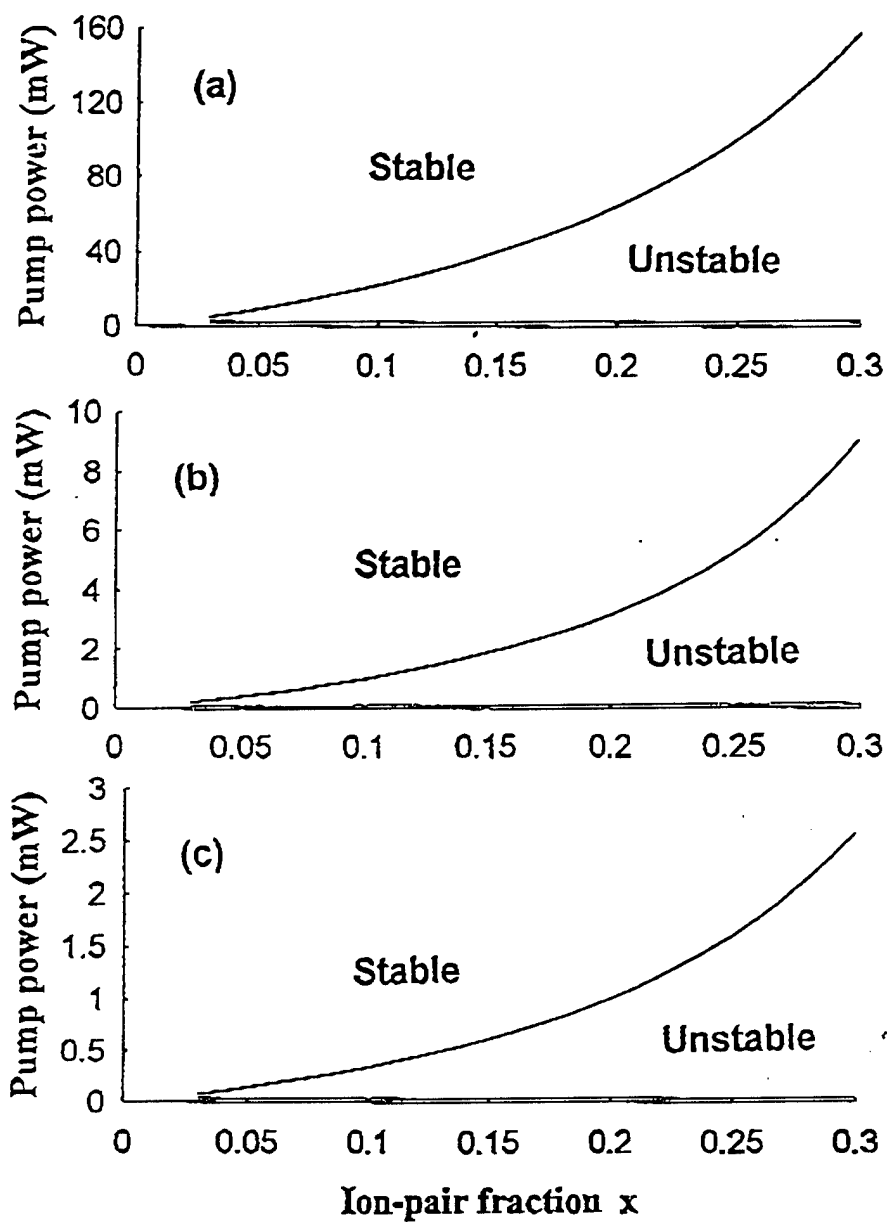 160
120
80
40
0
Pump power (mW)
(a)
Stable
Unstable
0 0.05 0.1 0.15 0.2 0.25 0.3
10
8
6
4
2
0
Pump power (mW)
(b)
Stable
Unstable
0 0.05 0.1 0.15 0.2 0.25 0.3
3
2.5
2
1.5
1
0.5
0
Pump power (mW)
(c)
Stable
Unstable
0 0.05 0.1 0.15 0.2 0.25 0.3
Ion-pair fraction x